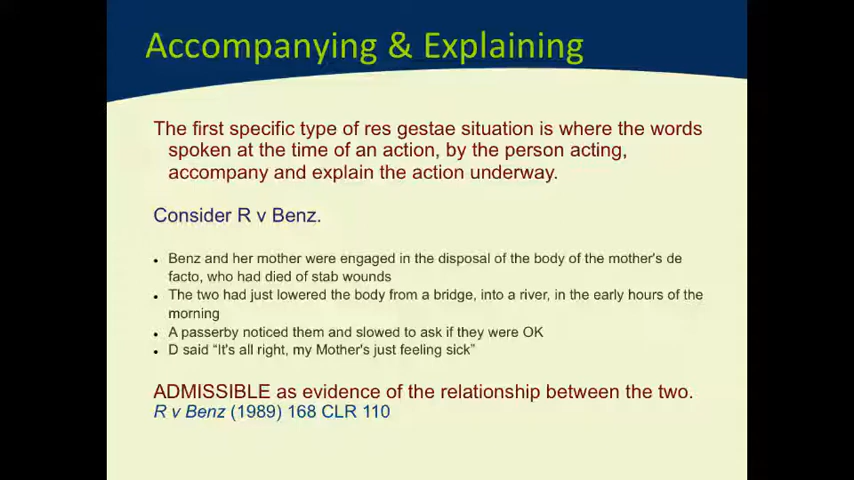 Accompanying & Explaining
The first specific type of res gestae situation is where the words
spoken at the time of an action, by the person acting,
accompany and explain the action underway.
Consider R v Benz.
• Benz and her mother were engaged in the disposal of the body of the mother's de
facto, who had died of stab wounds
• The two had just lowered the body from a bridge, into a river, in the early hours of the
morning
• A passerby noticed them and slowed to ask if they were OK
• D said “It's all right, my Mother's just feeling sick”
ADMISSIBLE as evidence of the relationship between the two.
R v Benz (1989) 168 CLR 110